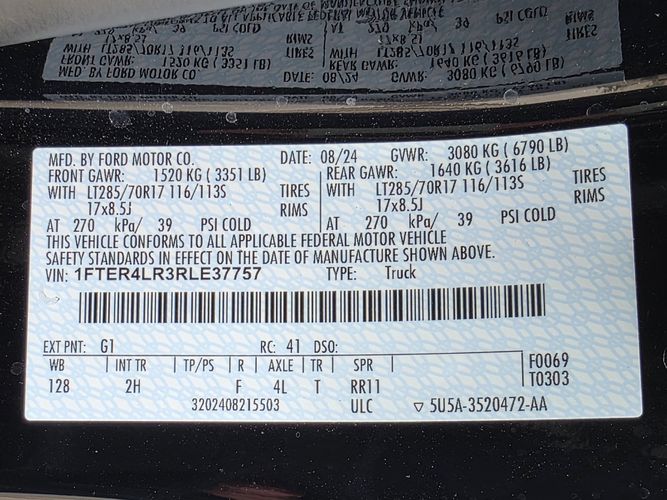 MFD. BY FORD MOTOR CO. DATE: 08/24 GVWR: 3080 KG ( 6790 LB)
FRONT GAWR: 1520 KG ( 3351 LB) REAR GAWR: 1640 KG ( 3616 LB)
WITH LT285/70R17 116/113S TIRES WITH LT285/70R17 116/113S TIRES
17x8.5J RIMS 17x8.5J RIMS
AT 270 kPa/ 39 PSI COLD AT 270 kPa/ 39 PSI COLD
THIS VEHICLE CONFORMS TO ALL APPLICABLE FEDERAL MOTOR VEHICLE
SAFETY STANDARDS IN EFFECT ON THE DATE OF MANUFACTURE SHOWN ABOVE.
VIN: 1FTER4LR3RLE37757 TYPE: Truck
EXT PNT: G1 RC: 41 DSO:
WB INT TR TP/PS R AXLE TR SPR F0069
128 2H F 4L T RR11 T0303
3202408215503 ULC ▽ 5U5A-3520472-AA